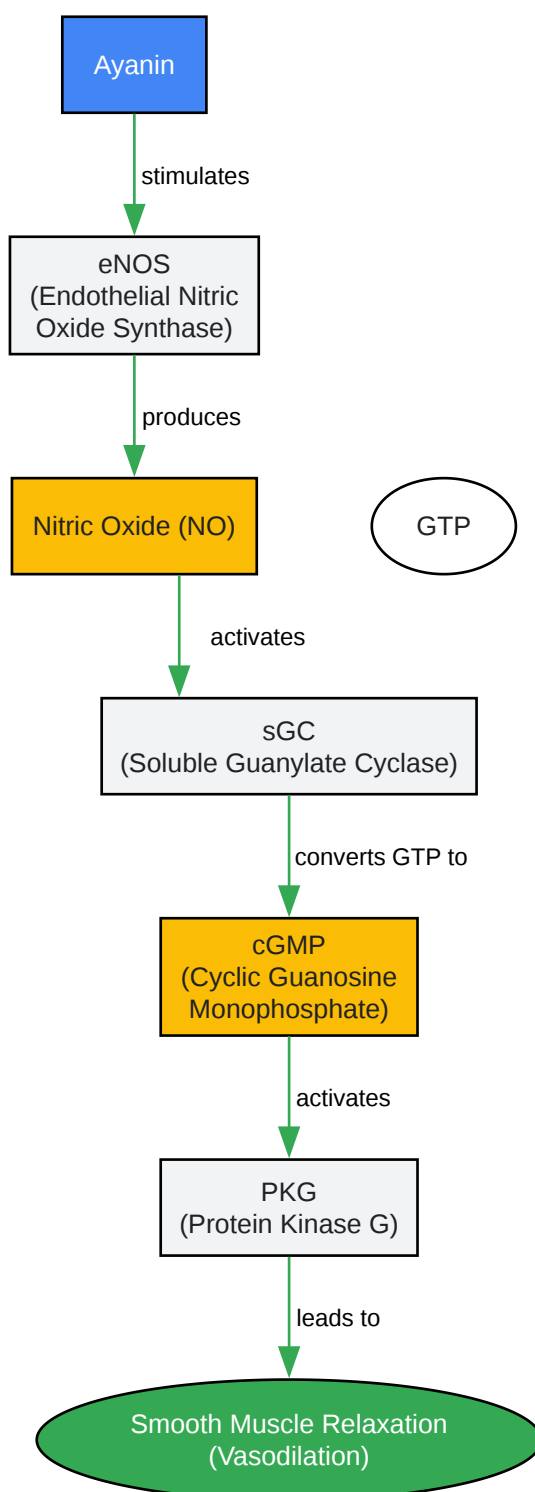 Ayanin
stimulates
eNOS
(Endothelial Nitric
Oxide Synthase)
produces
Nitric Oxide (NO)
GTP
activates
sGC
(Soluble Guanylate Cyclase)
converts GTP to
cGMP
(Cyclic Guanosine
Monophosphate)
activates
PKG
(Protein Kinase G)
leads to
Smooth Muscle Relaxation
(Vasodilation)